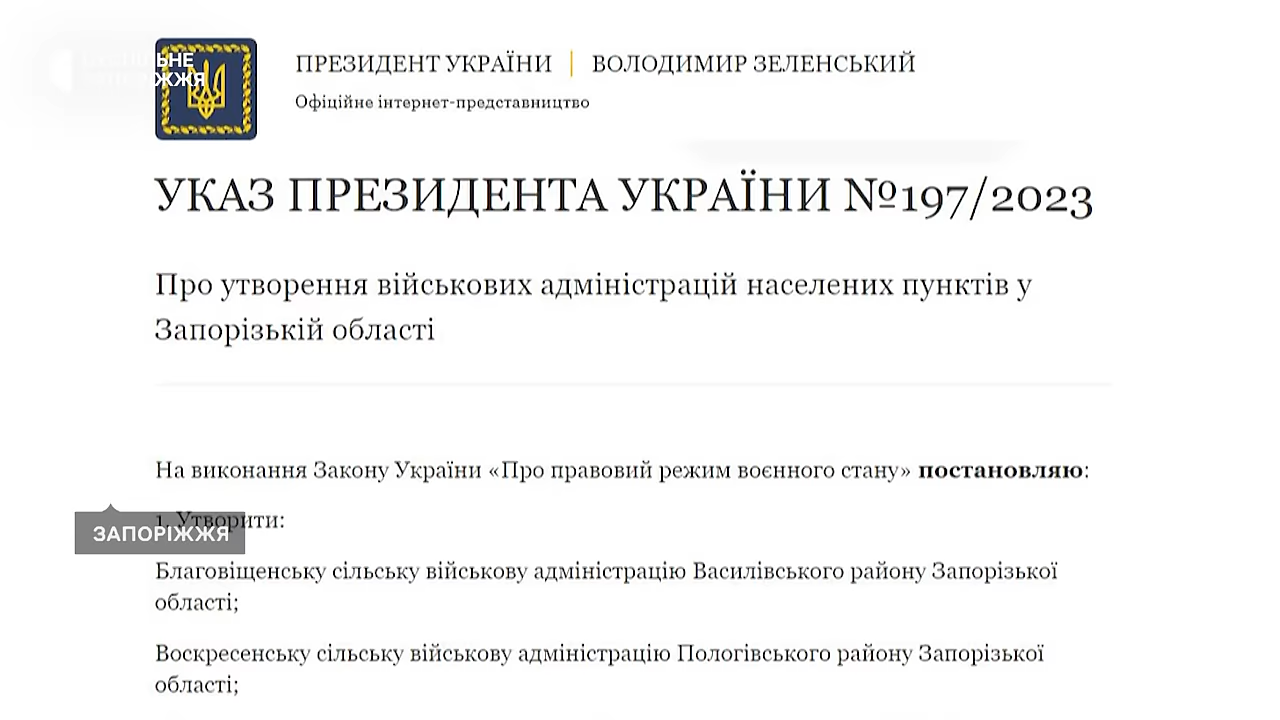 ПРЕЗИДЕНТ УКРАЇНИ | ВОЛОДИМИР ЗЕЛЕНСЬКИЙ
Офіційне інтернет-представництво
УКАЗ ПРЕЗИДЕНТА УКРАЇНИ №197/2023
Про утворення військових адміністрацій населених пунктів у
Запорізькій області
На виконання Закону України «Про правовий режим воєнного стану» постановляю:
1. Утворити:
ЗАПОРІЖЖЯ
Благовіщенську сільську військову адміністрацію Василівського району Запорізької
області;
Воскресенську сільську військову адміністрацію Пологівського району Запорізької
області;